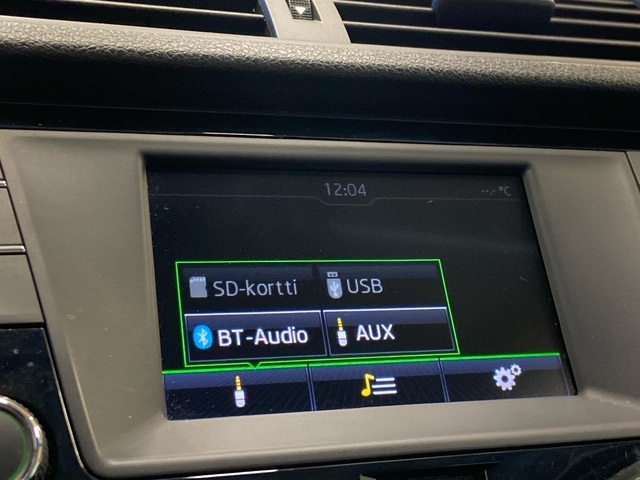 12:04
--.-°C
SD-kortti
USB
BT-Audio
AUX